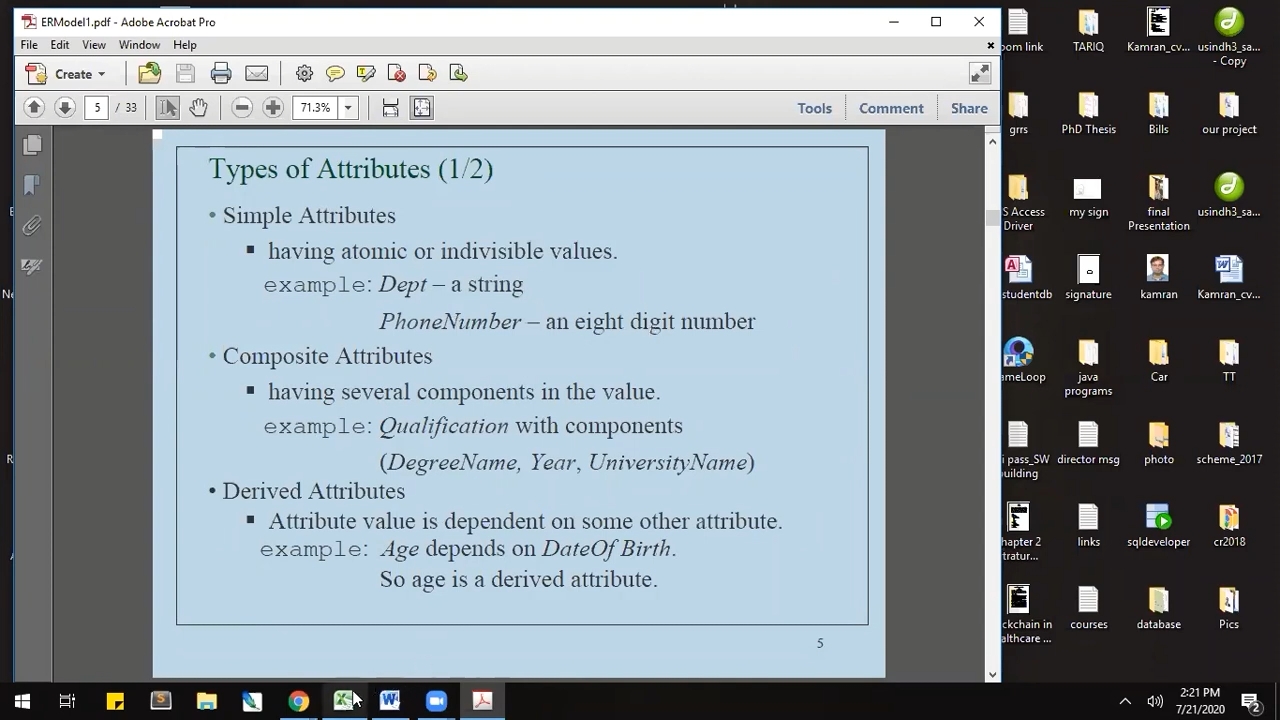 ERModel1.pdf - Adobe Acrobat Pro
File Edit View Window Help
Create
5 / 33
71.3%
Tools Comment Share
Types of Attributes (1/2)
• Simple Attributes
▪ having atomic or indivisible values.
example: Dept – a string
PhoneNumber – an eight digit number
• Composite Attributes
▪ having several components in the value.
example: Qualification with components
(DegreeName, Year, UniversityName)
• Derived Attributes
▪ Attribute value is dependent on some other attribute.
example: Age depends on DateOf Birth.
So age is a derived attribute.
5
oom link
TARIQ
Kamran_cv...
usindh3_sa...
- Copy
grrs
PhD Thesis
Bills
our project
S Access
Driver
my sign
final
Presentation
usindh3_sa...
studentdb
signature
kamran
Kamran_cv...
ameLoop
java
programs
Car
TT
i pass_SW
uilding
director msg
photo
scheme_2017
hapter 2
tratur...
links
sqldeveloper
cr2018
ckchain in
ealthcare ...
courses
database
Pics
2:21 PM
7/21/2020
2